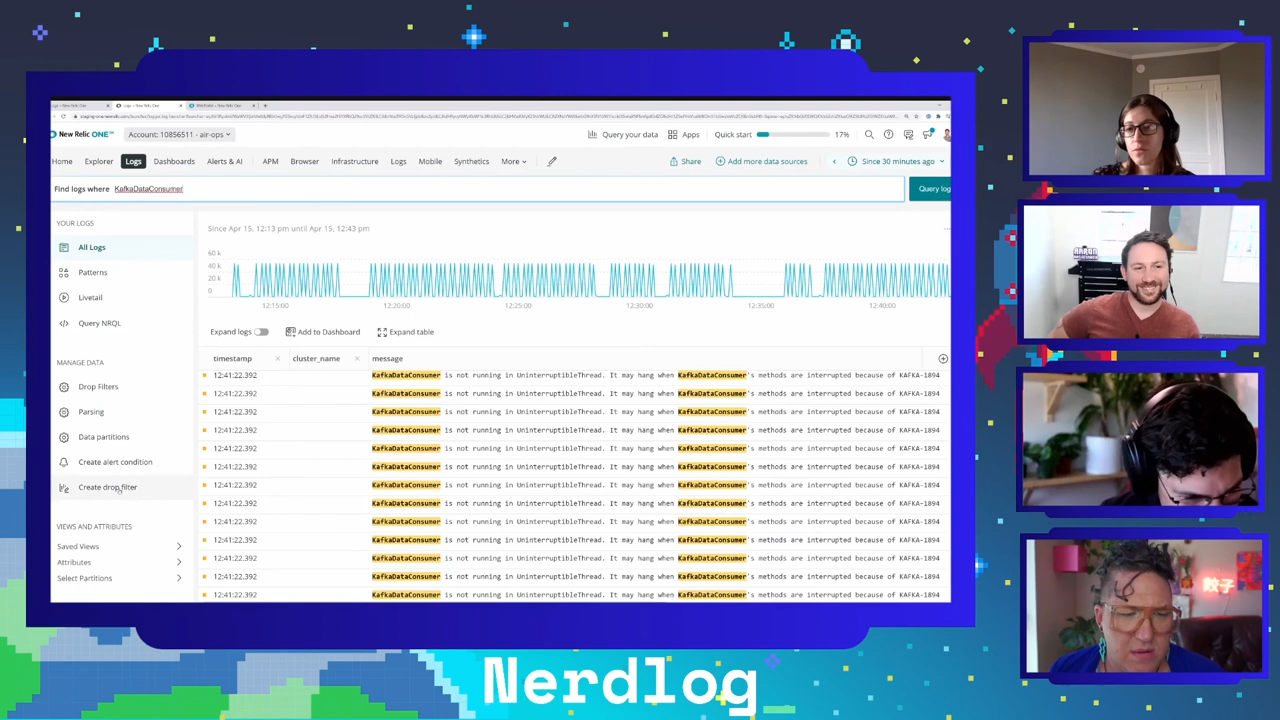 New Relic ONE™
Account: 10856511 - air-ops
Query your data
Apps
Quick start
17%
Home
Explorer
Logs
Dashboards
Alerts & AI
APM
Browser
Infrastructure
Logs
Mobile
Synthetics
More
Share
Add more data sources
Since 30 minutes ago
Find logs where KafkaDataConsumer
Query log
YOUR LOGS
All Logs
Patterns
Livetail
Query NRQL
MANAGE DATA
Drop Filters
Parsing
Data partitions
Create alert condition
Create drop filter
VIEWS AND ATTRIBUTES
Saved Views
Attributes
Select Partitions
Since Apr 15, 12:13 pm until Apr 15, 12:43 pm
60 k
40 k
20 k
0
12:15:00 12:20:00 12:25:00 12:30:00 12:35:00 12:40:00
Expand logs
Add to Dashboard
Expand table
timestamp cluster_name message
12:41:22.392 KafkaDataConsumer is not running in UninterruptibleThread. It may hang when KafkaDataConsumer's methods are interrupted because of KAFKA-1894
12:41:22.392 KafkaDataConsumer is not running in UninterruptibleThread. It may hang when KafkaDataConsumer's methods are interrupted because of KAFKA-1894
12:41:22.392 KafkaDataConsumer is not running in UninterruptibleThread. It may hang when KafkaDataConsumer's methods are interrupted because of KAFKA-1894
12:41:22.392 KafkaDataConsumer is not running in UninterruptibleThread. It may hang when KafkaDataConsumer's methods are interrupted because of KAFKA-1894
12:41:22.392 KafkaDataConsumer is not running in UninterruptibleThread. It may hang when KafkaDataConsumer's methods are interrupted because of KAFKA-1894
12:41:22.392 KafkaDataConsumer is not running in UninterruptibleThread. It may hang when KafkaDataConsumer's methods are interrupted because of KAFKA-1894
12:41:22.392 KafkaDataConsumer is not running in UninterruptibleThread. It may hang when KafkaDataConsumer's methods are interrupted because of KAFKA-1894
12:41:22.392 KafkaDataConsumer is not running in UninterruptibleThread. It may hang when KafkaDataConsumer's methods are interrupted because of KAFKA-1894
12:41:22.392 KafkaDataConsumer is not running in UninterruptibleThread. It may hang when KafkaDataConsumer's methods are interrupted because of KAFKA-1894
12:41:22.392 KafkaDataConsumer is not running in UninterruptibleThread. It may hang when KafkaDataConsumer's methods are interrupted because of KAFKA-1894
12:41:22.392 KafkaDataConsumer is not running in UninterruptibleThread. It may hang when KafkaDataConsumer's methods are interrupted because of KAFKA-1894
12:41:22.392 KafkaDataConsumer is not running in UninterruptibleThread. It may hang when KafkaDataConsumer's methods are interrupted because of KAFKA-1894
12:41:22.392 KafkaDataConsumer is not running in UninterruptibleThread. It may hang when KafkaDataConsumer's methods are interrupted because of KAFKA-1894
餃子
Nerdlog